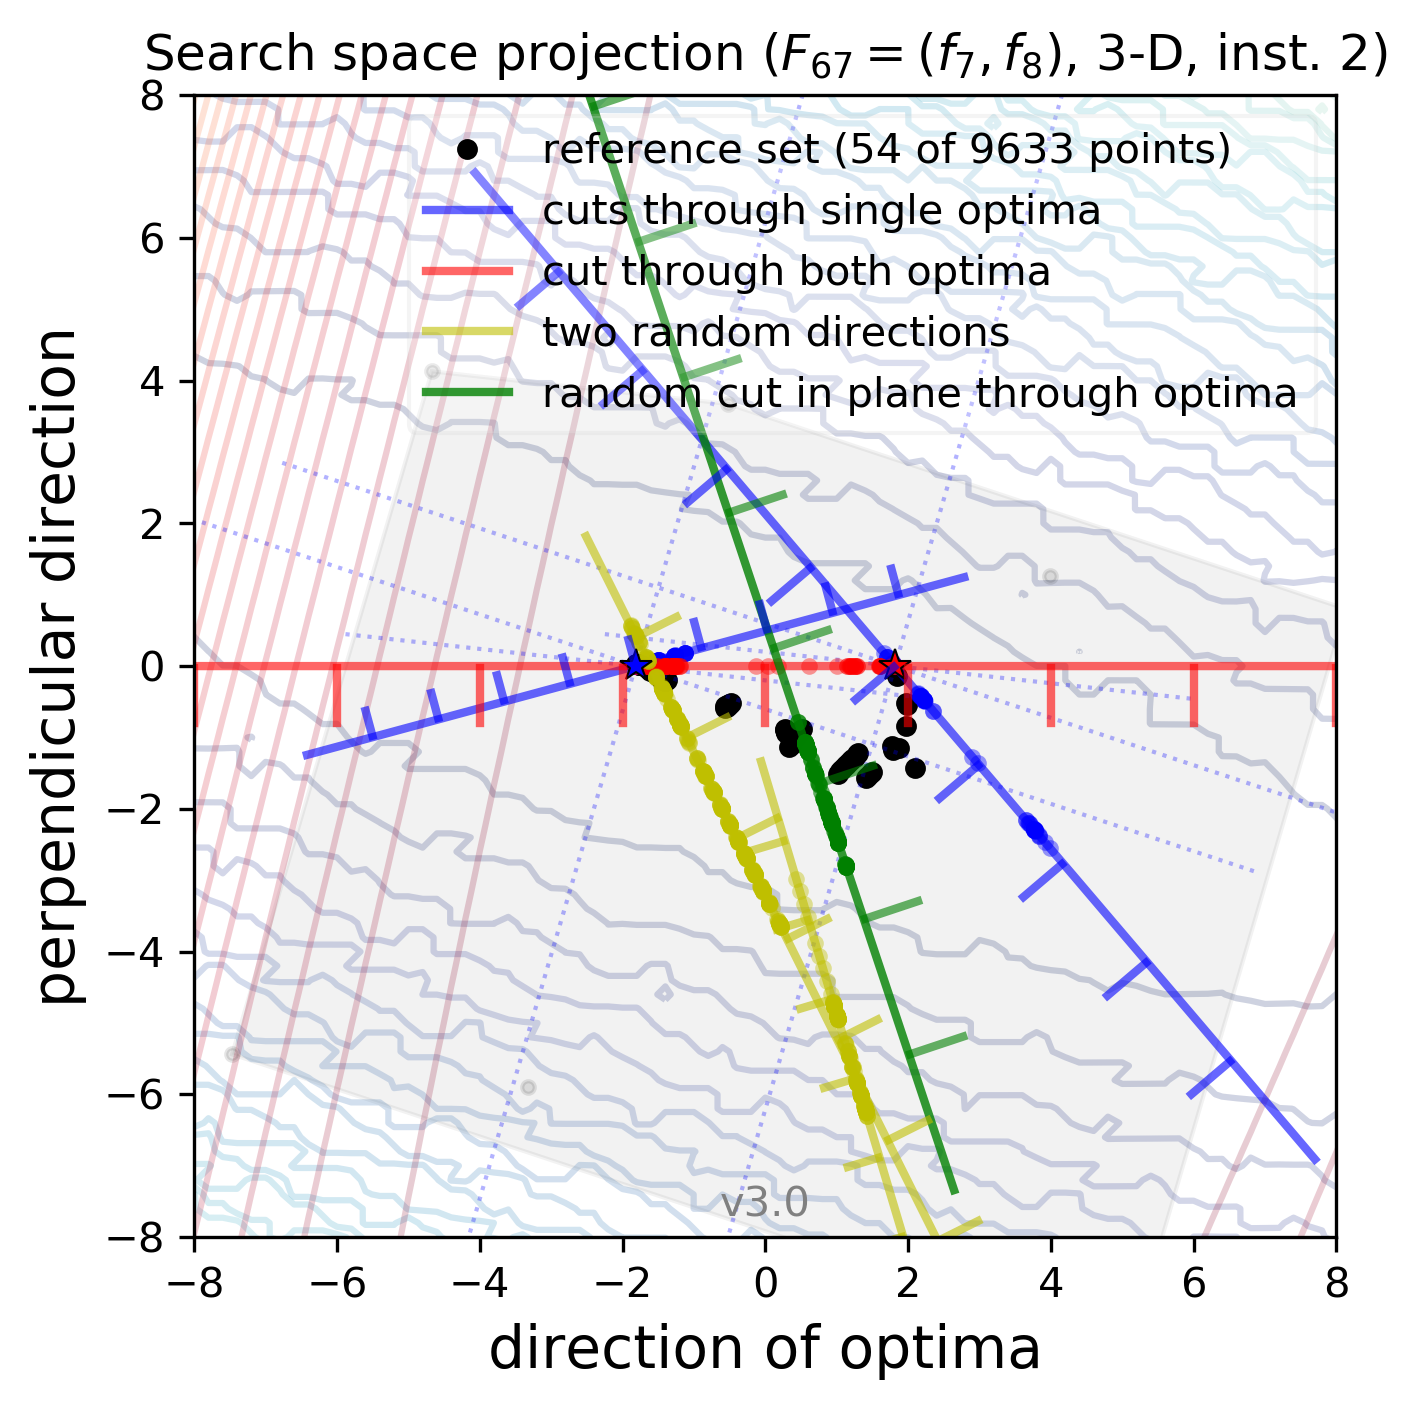 Search space projection ($F_{67} = (f_7, f_8)$, 3-D, inst. 2)
reference set (54 of 9633 points)
cuts through single optima
cut through both optima
two random directions
random cut in plane through optima
perpendicular direction
8
6
4
2
0
−2
−4
−6
−8
v3.0
−8 −6 −4 −2 0 2 4 6 8
direction of optima